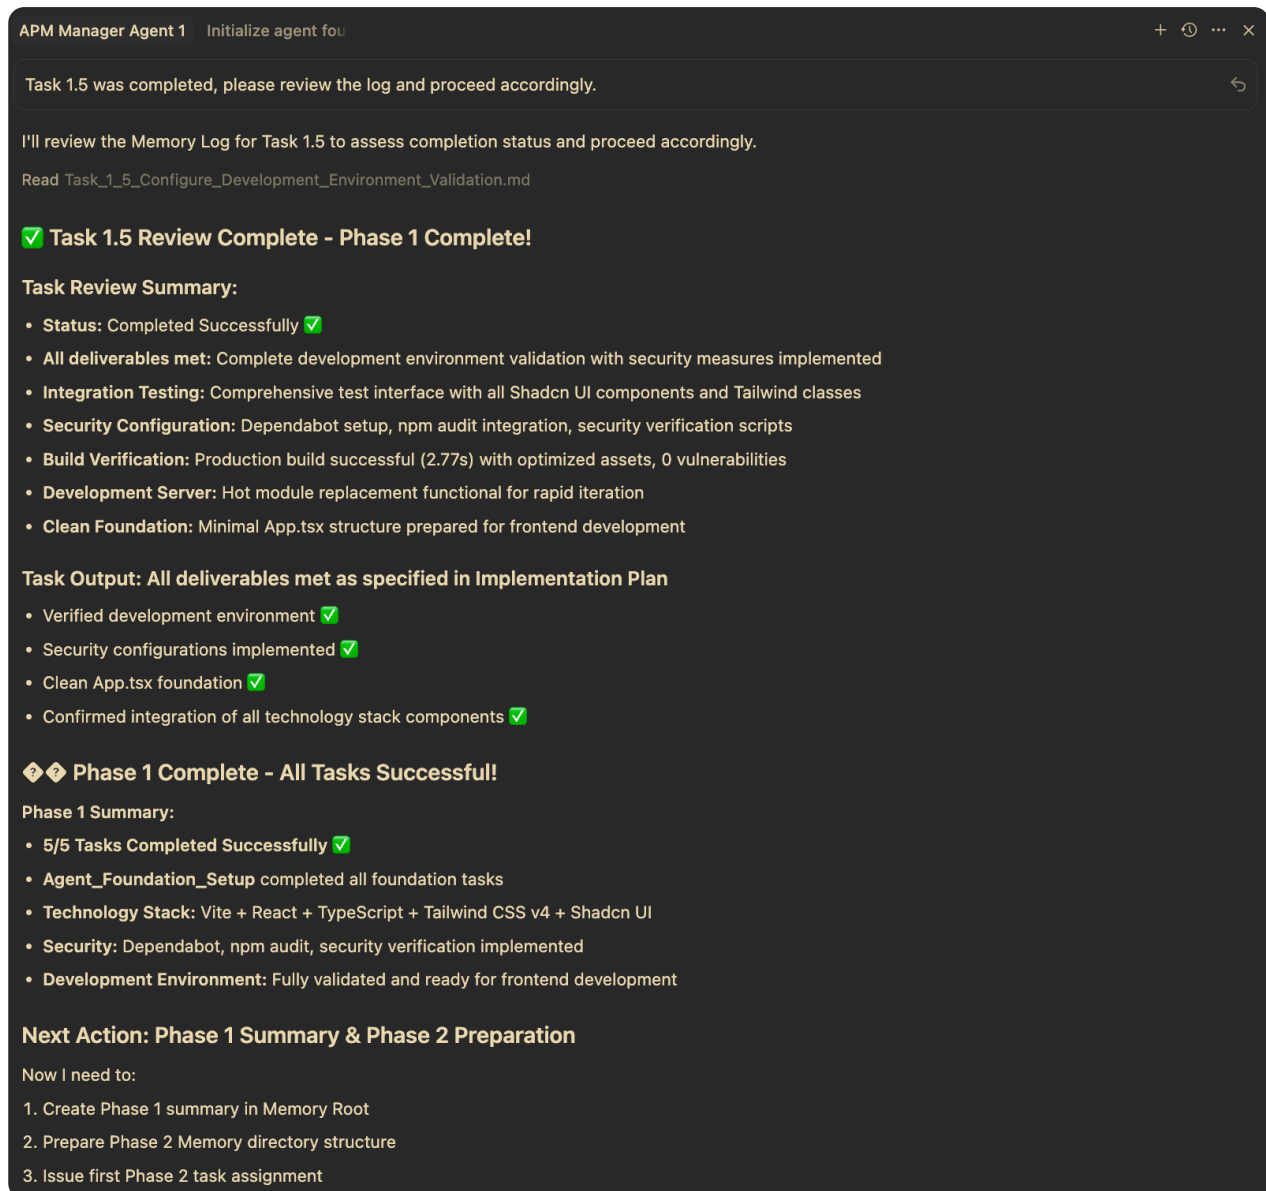 APM Manager Agent 1 Initialize agent fou
Task 1.5 was completed, please review the log and proceed accordingly.
I'll review the Memory Log for Task 1.5 to assess completion status and proceed accordingly.
Read Task_1_5_Configure_Development_Environment_Validation.md
✅ Task 1.5 Review Complete - Phase 1 Complete!
Task Review Summary:
• Status: Completed Successfully ✅
• All deliverables met: Complete development environment validation with security measures implemented
• Integration Testing: Comprehensive test interface with all Shadcn UI components and Tailwind classes
• Security Configuration: Dependabot setup, npm audit integration, security verification scripts
• Build Verification: Production build successful (2.77s) with optimized assets, 0 vulnerabilities
• Development Server: Hot module replacement functional for rapid iteration
• Clean Foundation: Minimal App.tsx structure prepared for frontend development
Task Output: All deliverables met as specified in Implementation Plan
• Verified development environment ✅
• Security configurations implemented ✅
• Clean App.tsx foundation ✅
• Confirmed integration of all technology stack components ✅
�� Phase 1 Complete - All Tasks Successful!
Phase 1 Summary:
• 5/5 Tasks Completed Successfully ✅
• Agent_Foundation_Setup completed all foundation tasks
• Technology Stack: Vite + React + TypeScript + Tailwind CSS v4 + Shadcn UI
• Security: Dependabot, npm audit, security verification implemented
• Development Environment: Fully validated and ready for frontend development
Next Action: Phase 1 Summary & Phase 2 Preparation
Now I need to:
1. Create Phase 1 summary in Memory Root
2. Prepare Phase 2 Memory directory structure
3. Issue first Phase 2 task assignment